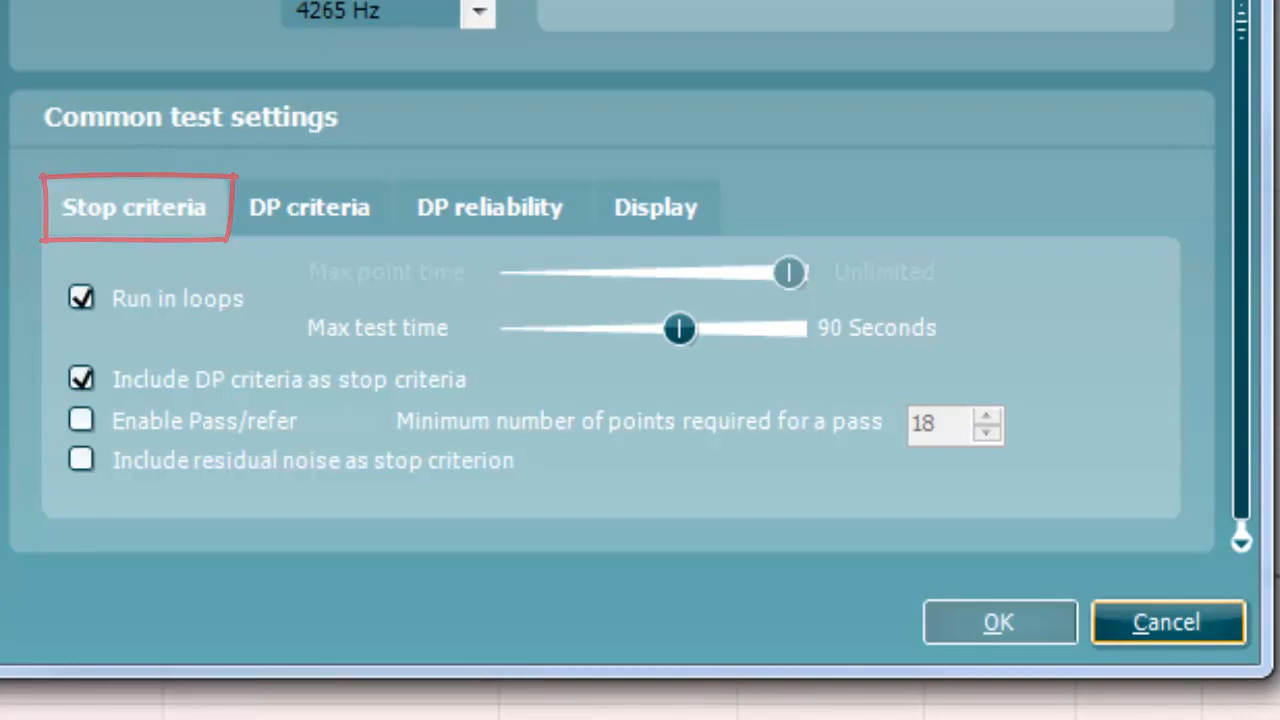 4265 Hz
Common test settings
Stop criteria DP criteria DP reliability Display
Max point time Unlimited
Run in loops
Max test time 90 Seconds
Include DP criteria as stop criteria
Enable Pass/refer Minimum number of points required for a pass 18
Include residual noise as stop criterion
OK Cancel